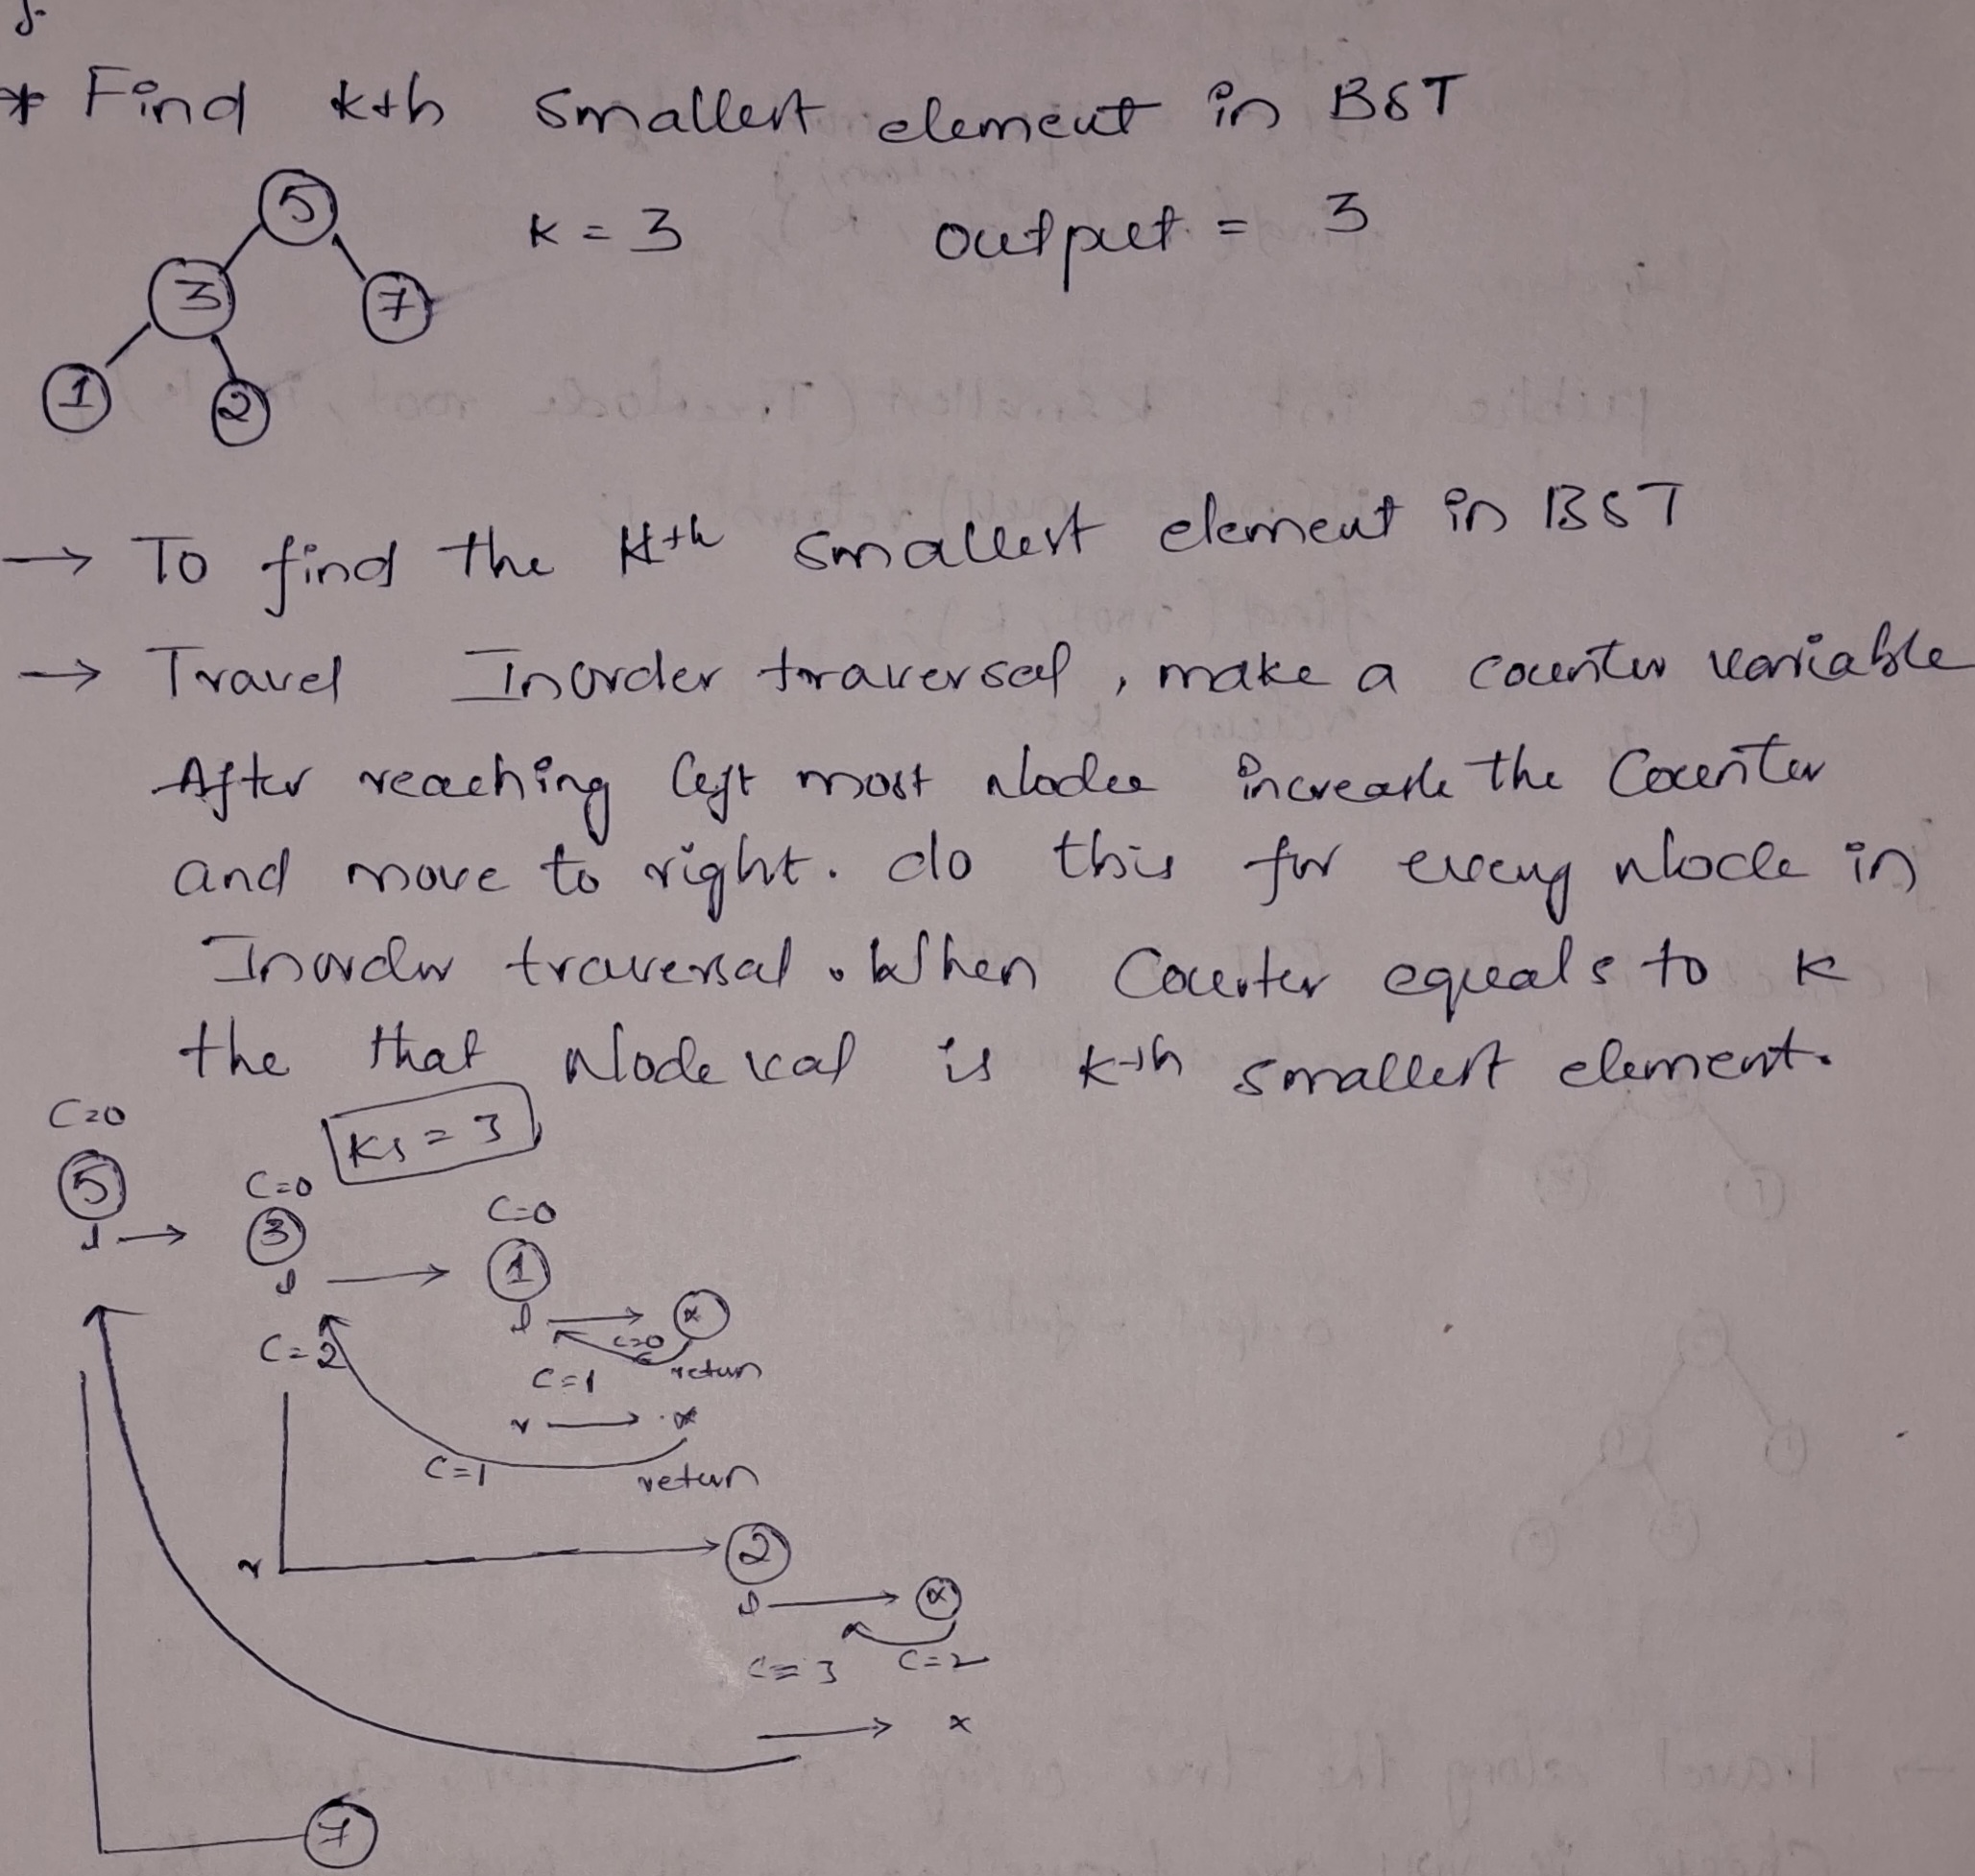 * Find kth smallest element in BST
5
K = 3 output = 3
3 7
1 2
→ To find the Kth smallest element in BST
→ Travel Inorder traversal, make a counter variable
After reaching left most Node increase the Counter
and move to right. do this for every Node in
Inorder traversal. When Counter equals to K
the that Node val is kth smallest element.
C=0
ks = 3
5 C=0
l → 3 C=0
l → 1
l → x
C=0
C=2 C=1 return
r → x
C=1 return
r 2
l → x
C=3 C=2
→ x
7